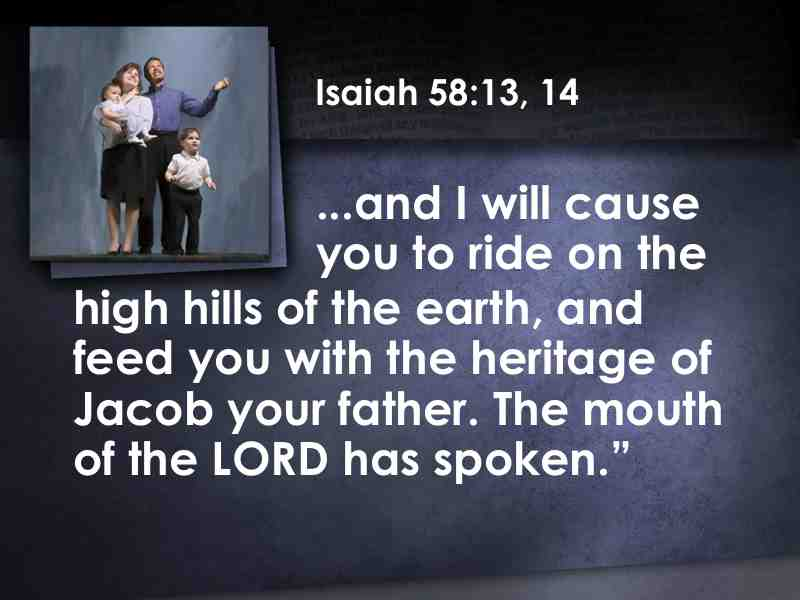 Isaiah 58:13, 14
...and I will cause
you to ride on the
high hills of the earth, and
feed you with the heritage of
Jacob your father. The mouth
of the LORD has spoken.”